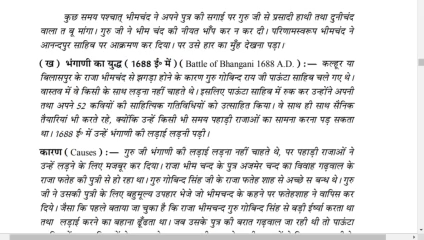 कुछ समय पश्चात् भीमचंद ने अपने पुत्र की सगाई पर गुरु जी से प्रसादी हाथी तथा दुनीचंद
वाला त बू मांगा। गुरु जी ने भीम चंद की नीयत भाँप कर न कर दी। परिणामस्वरूप भीमचंद ने
आनन्दपुर साहिब पर आक्रमण कर दिया। पर उसे हार का मुँह देखना पड़ा।
( ख ) भंगाणी का युद्ध ( 1688 ई॰ में ) ( Battle of Bhangani 1688 A.D. ) :— कल्हूर या
बिलासपुर के राजा भीमचंद से झगड़ा होने के कारण गुरु गोबिन्द राय जी पाऊंटा साहिब चले गए थे।
वास्तव में वे किसी के साथ लड़ना नहीं चाहते थे। इसलिए पाऊंटा साहिब में रुक कर उन्होंने अपनी
तथा अपने 52 कवियों की साहित्यिक गतिविधियों को उत्साहित किया। वे साथ ही साथ सैनिक
तैयारियां भी करते रहे, क्योंकि उन्हें किसी भी समय पहाड़ी राजाओं का सामना करना पड़ सकता
था। 1688 ई॰ में उन्हें भंगाणी की लड़ाई लड़नी पड़ी।
कारण ( Causes ) :— गुरु जी भंगाणी की लड़ाई लड़ना नहीं चाहते थे, पर पहाड़ी राजाओं ने
उन्हें लड़ने के लिए मजबूर कर दिया। राजा भीम चन्द के पुत्र अजमेर चन्द का विवाह गढ़वाल के
राजा फतेह की पुत्री से हो रहा था। गुरु गोबिन्द सिंह जी के राजा फतेह शाह से अच्छे स बन्ध थे। गुरु
जी ने उसकी पुत्री के लिए बहुमूल्य उपहार भेजे जो भीमचन्द के कहने पर फतेहशाह ने वापिस कर
दिये। जैसा कि पहले बताया जा चुका है कि राजा भीमचन्द गुरु गोबिन्द सिंह से बड़ी ईर्ष्या करता था
तथा लड़ाई करने का बहाना ढूँढता था। जब उसके पुत्र की बरात गढ़वाल जा रही थी तो पाऊंटा